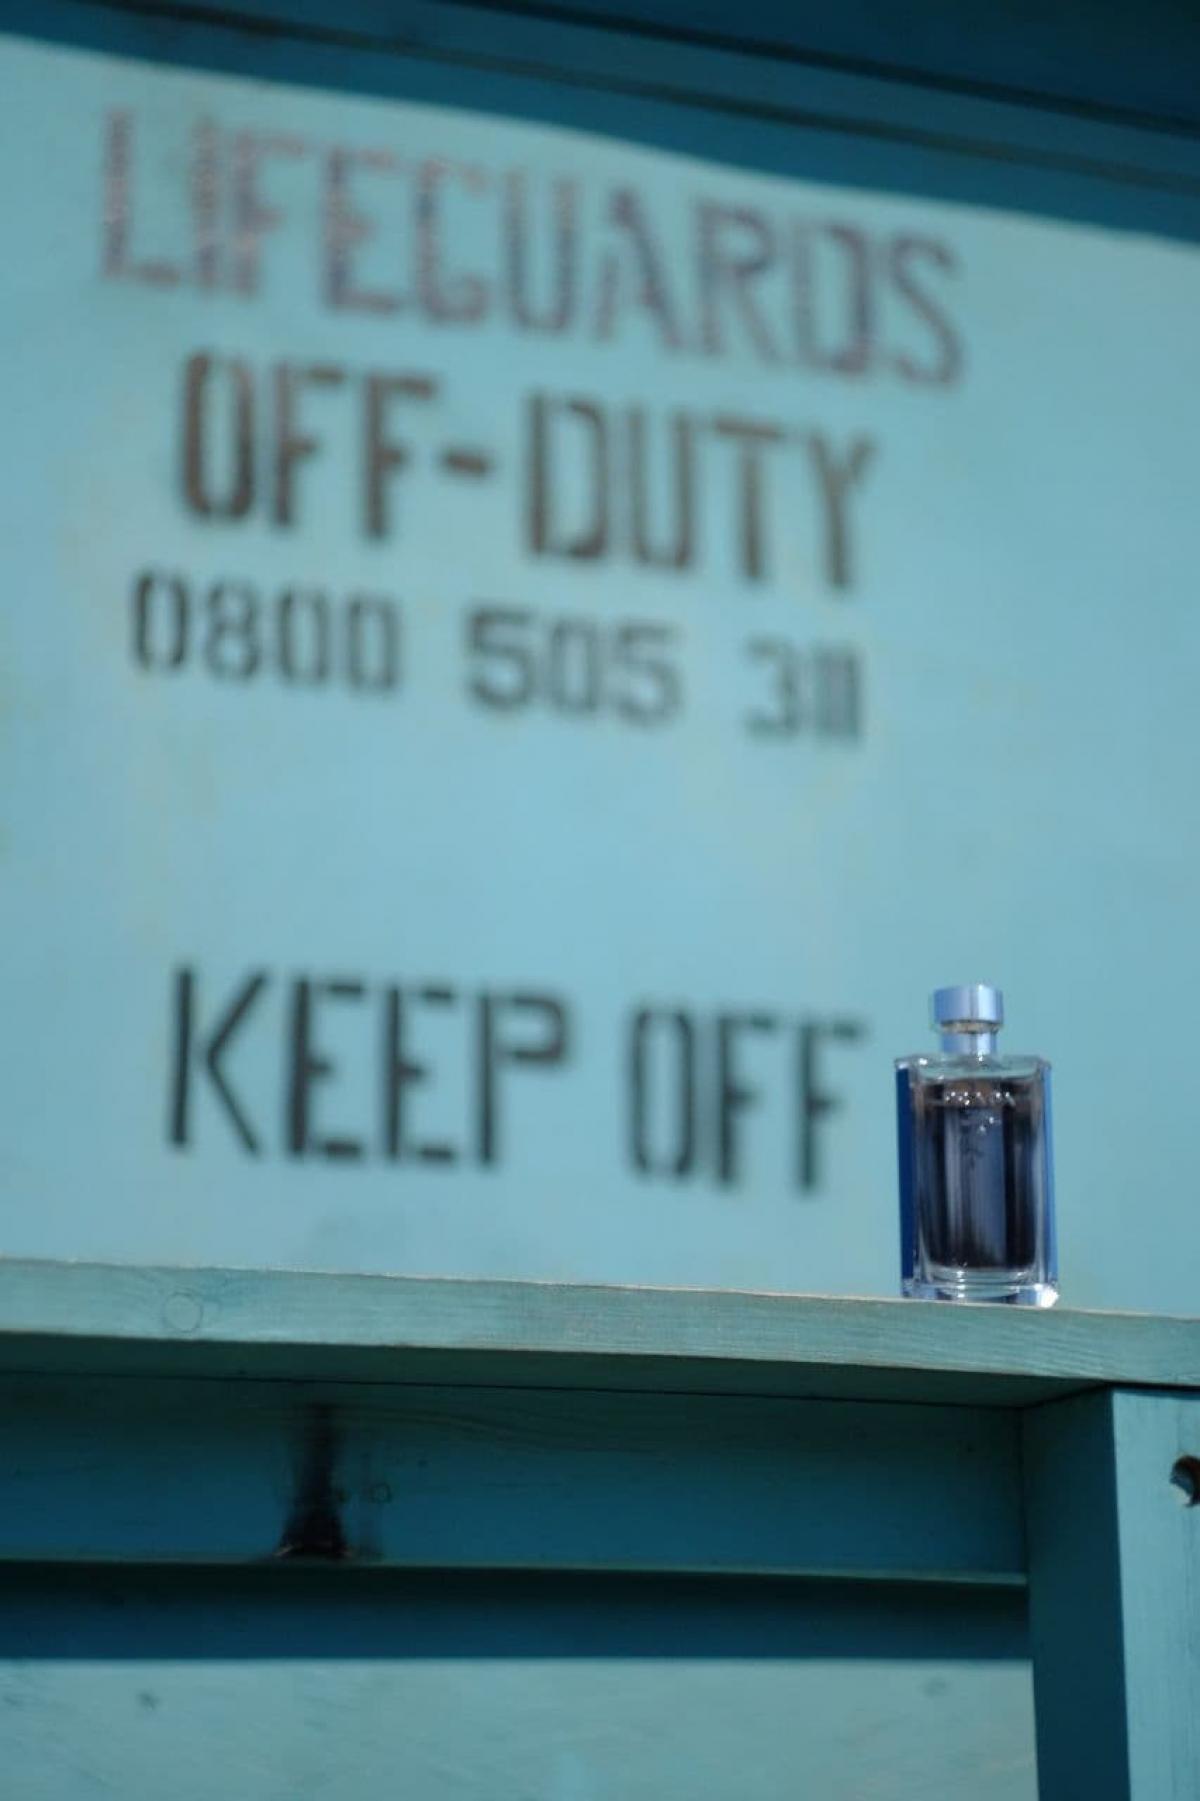 LIFEGUARDS
OFF-DUTY
0800 505 311
KEEP OFF